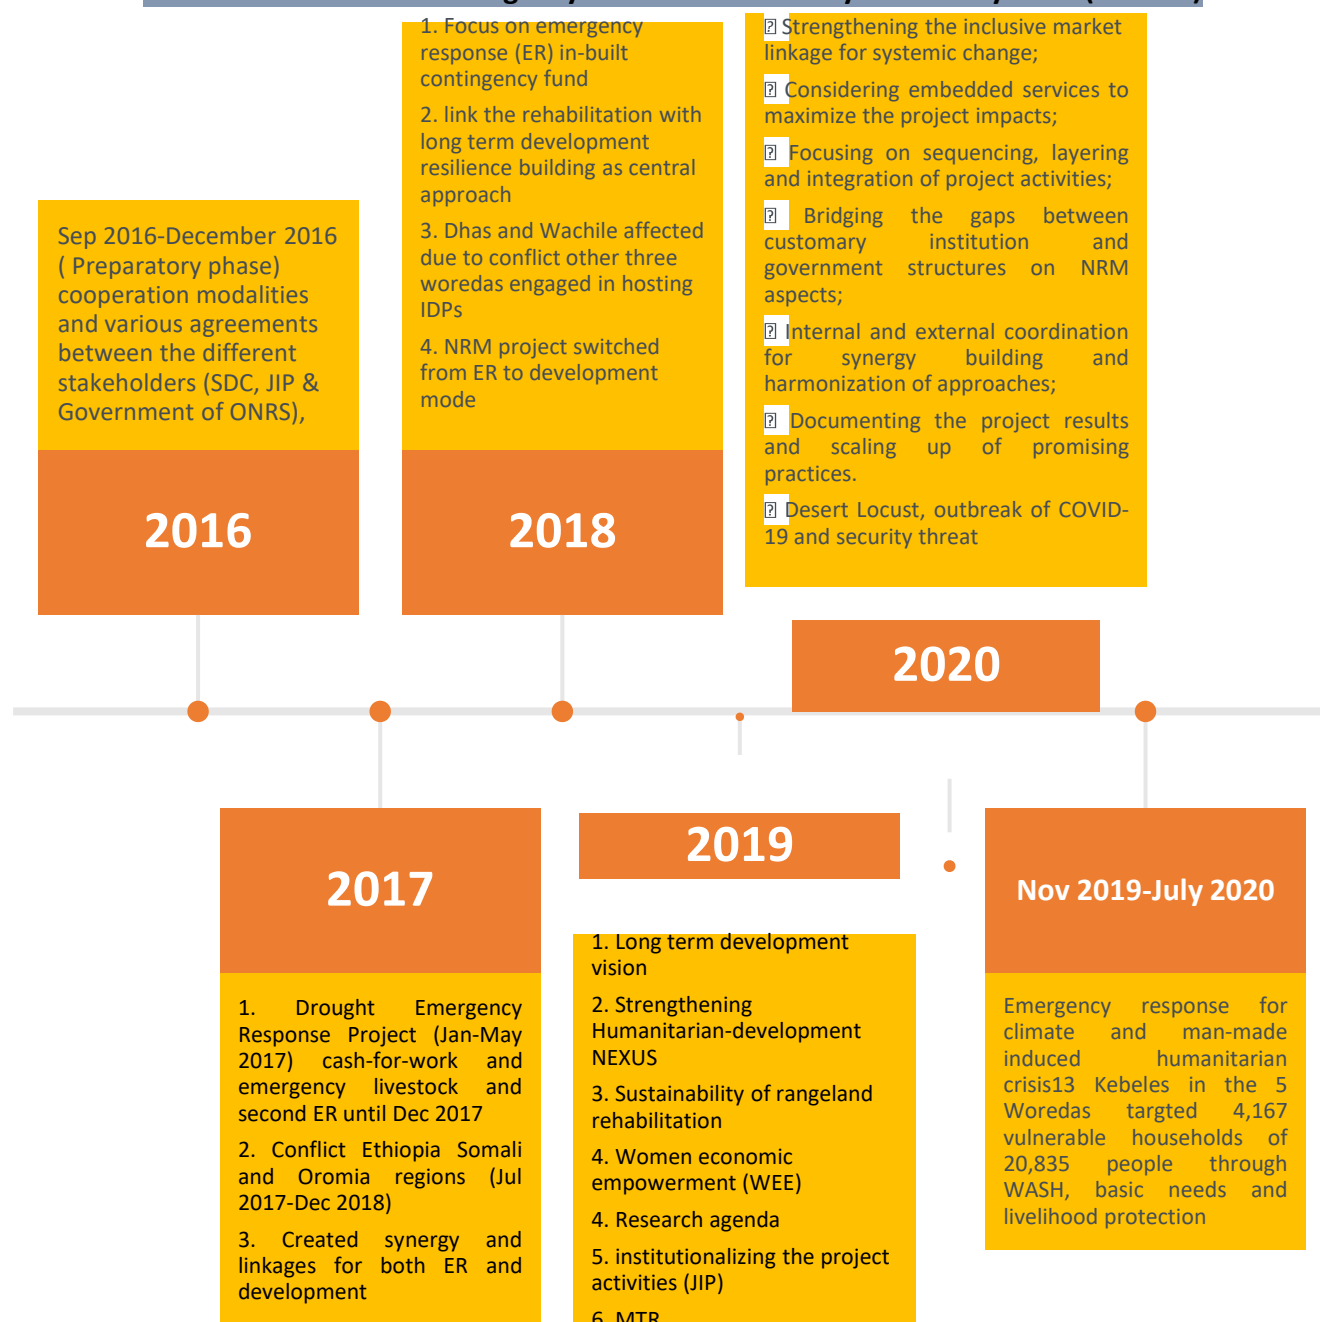 1. Focus on emergency
response (ER) in-built
contingency fund
2. link the rehabilitation with
long term development
resilience building as central
approach
3. Dhas and Wachile affected
due to conflict other three
woredas engaged in hosting
IDPs
4. NRM project switched
from ER to development
mode
Strengthening the inclusive market
linkage for systemic change;
Considering embedded services to
maximize the project impacts;
Focusing on sequencing, layering
and integration of project activities;
Bridging the gaps between
customary institution and
government structures on NRM
aspects;
Internal and external coordination
for synergy building and
harmonization of approaches;
Documenting the project results
and scaling up of promising
practices.
Desert Locust, outbreak of COVID-
19 and security threat
Sep 2016-December 2016
( Preparatory phase)
cooperation modalities
and various agreements
between the different
stakeholders (SDC, JIP &
Government of ONRS),
2016
2018
2020
2017
2019
Nov 2019-July 2020
1. Drought Emergency
Response Project (Jan-May
2017) cash-for-work and
emergency livestock and
second ER until Dec 2017
2. Conflict Ethiopia Somali
and Oromia regions (Jul
2017-Dec 2018)
3. Created synergy and
linkages for both ER and
development
1. Long term development
vision
2. Strengthening
Humanitarian-development
NEXUS
3. Sustainability of rangeland
rehabilitation
4. Women economic
empowerment (WEE)
4. Research agenda
5. institutionalizing the project
activities (JIP)
6. MTR
Emergency response for
climate and man-made
induced humanitarian
crisis13 Kebeles in the 5
Woredas targted 4,167
vulnerable households of
20,835 people through
WASH, basic needs and
livelihood protection